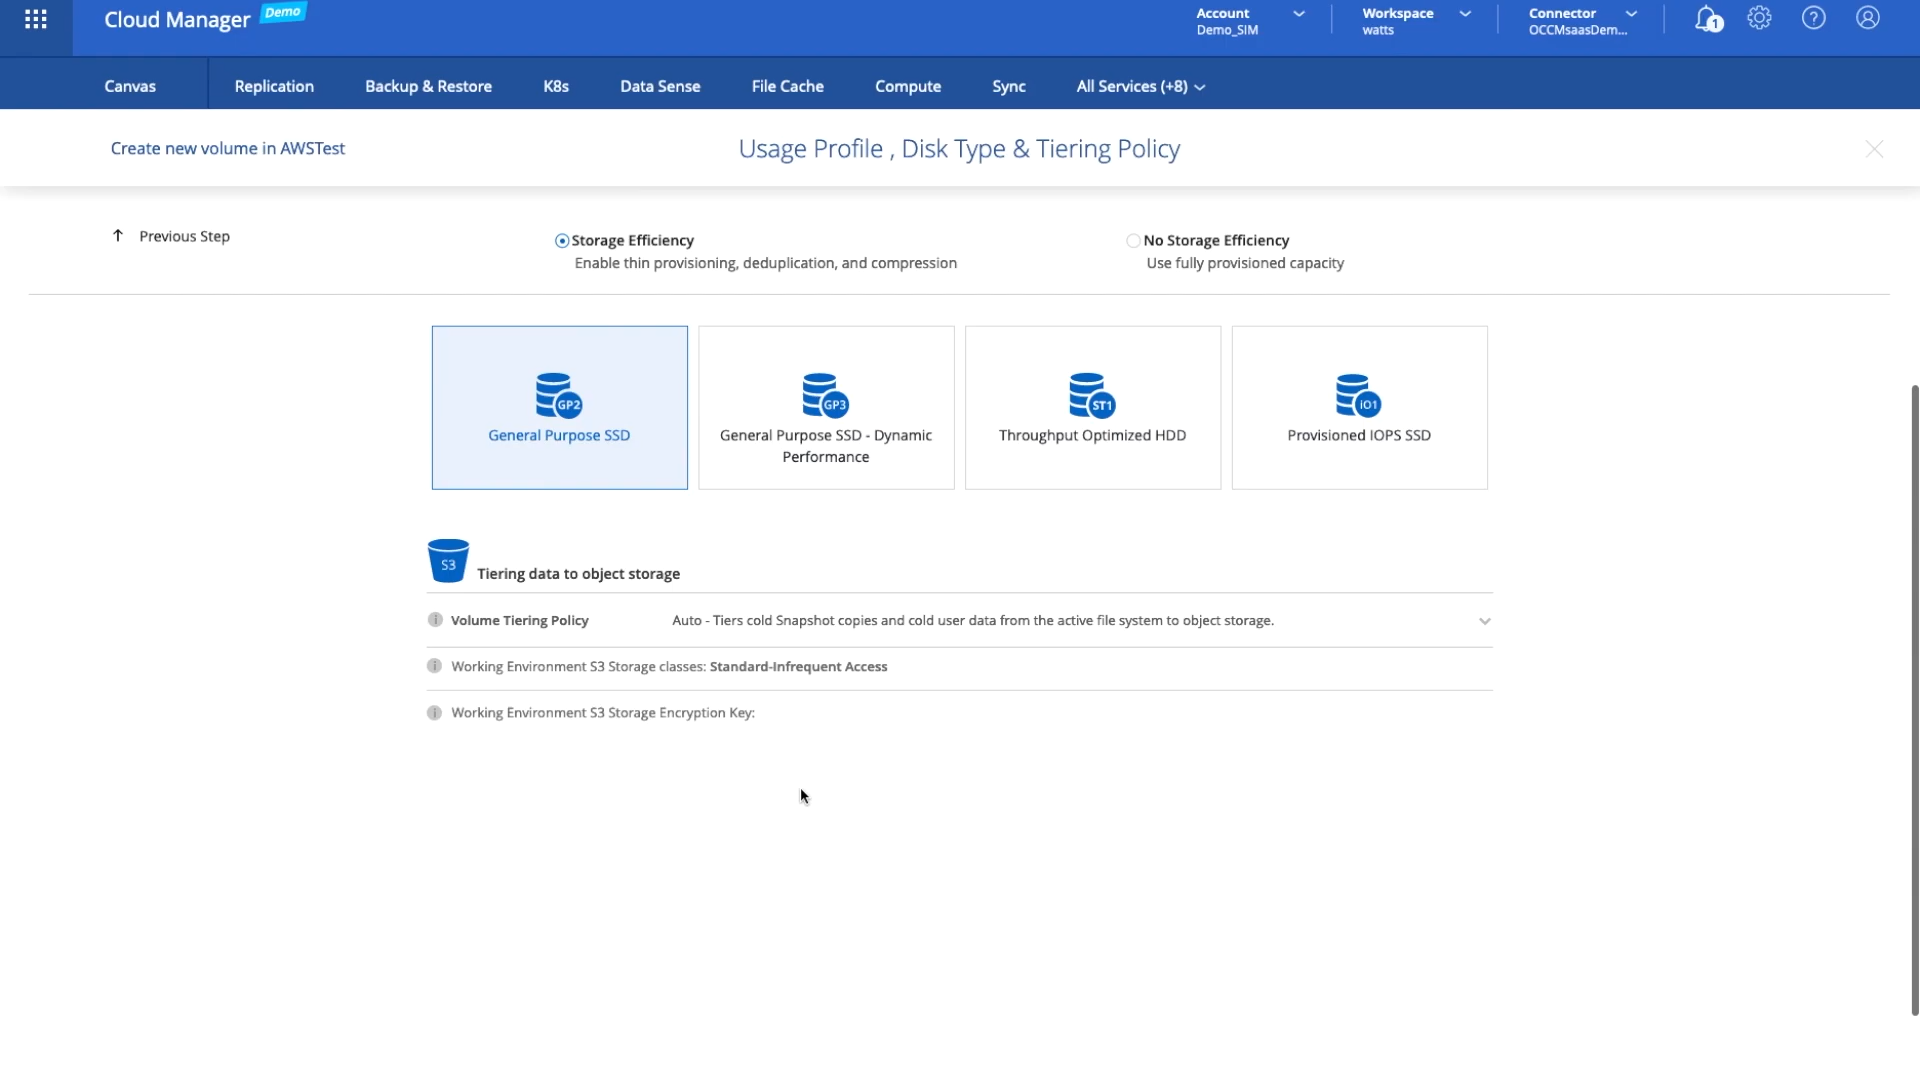 Cloud Manager Demo
Account
Demo_SIM
Workspace
watts
Connector
OCCMsaasDem...
1
Canvas Replication Backup & Restore K8s Data Sense File Cache Compute Sync All Services (+8)
Create new volume in AWSTest
Usage Profile , Disk Type & Tiering Policy
Previous Step
Storage Efficiency
Enable thin provisioning, deduplication, and compression
No Storage Efficiency
Use fully provisioned capacity
GP2
General Purpose SSD
GP3
General Purpose SSD - Dynamic
Performance
ST1
Throughput Optimized HDD
iO1
Provisioned IOPS SSD
S3
Tiering data to object storage
Volume Tiering Policy Auto - Tiers cold Snapshot copies and cold user data from the active file system to object storage.
Working Environment S3 Storage classes: Standard-Infrequent Access
Working Environment S3 Storage Encryption Key: